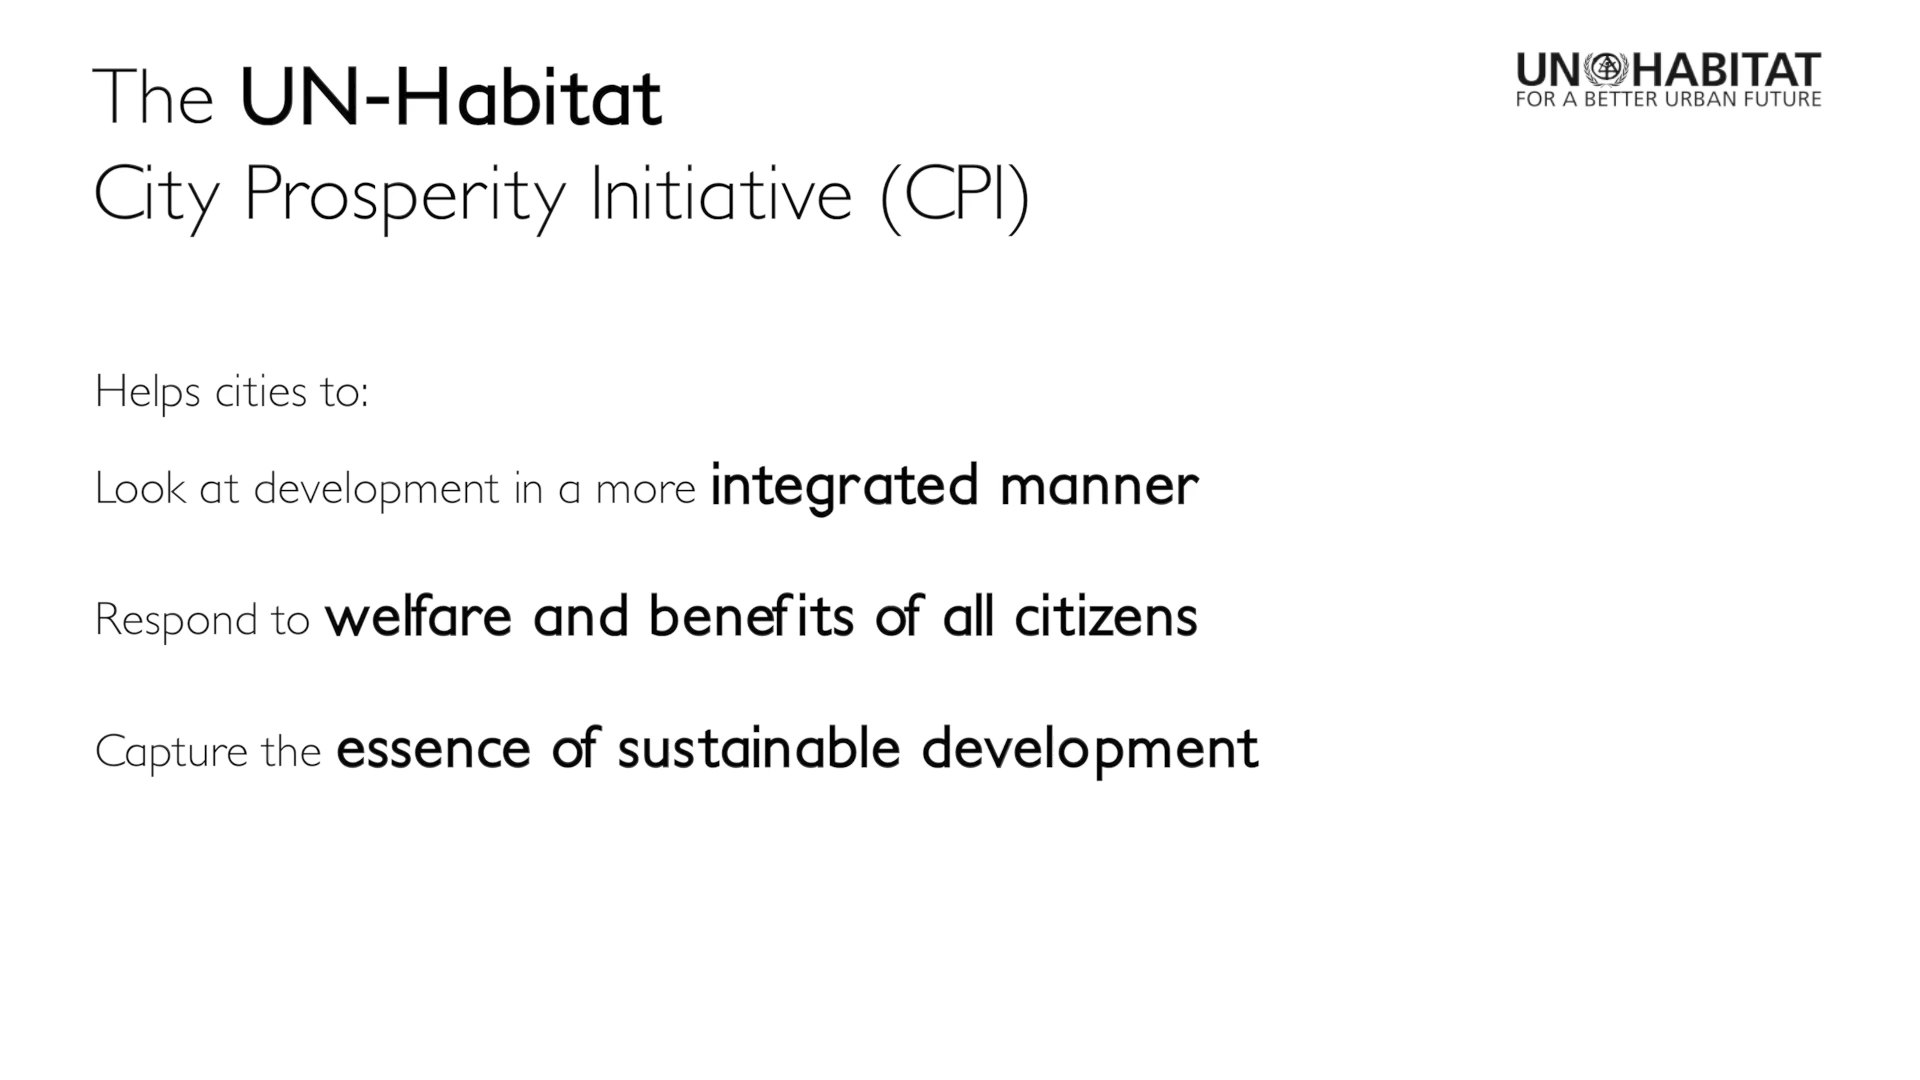 The UN-Habitat
City Prosperity Initiative (CPI)
UN HABITAT
FOR A BETTER URBAN FUTURE
Helps cities to:
Look at development in a more integrated manner
Respond to welfare and benefits of all citizens
Capture the essence of sustainable development